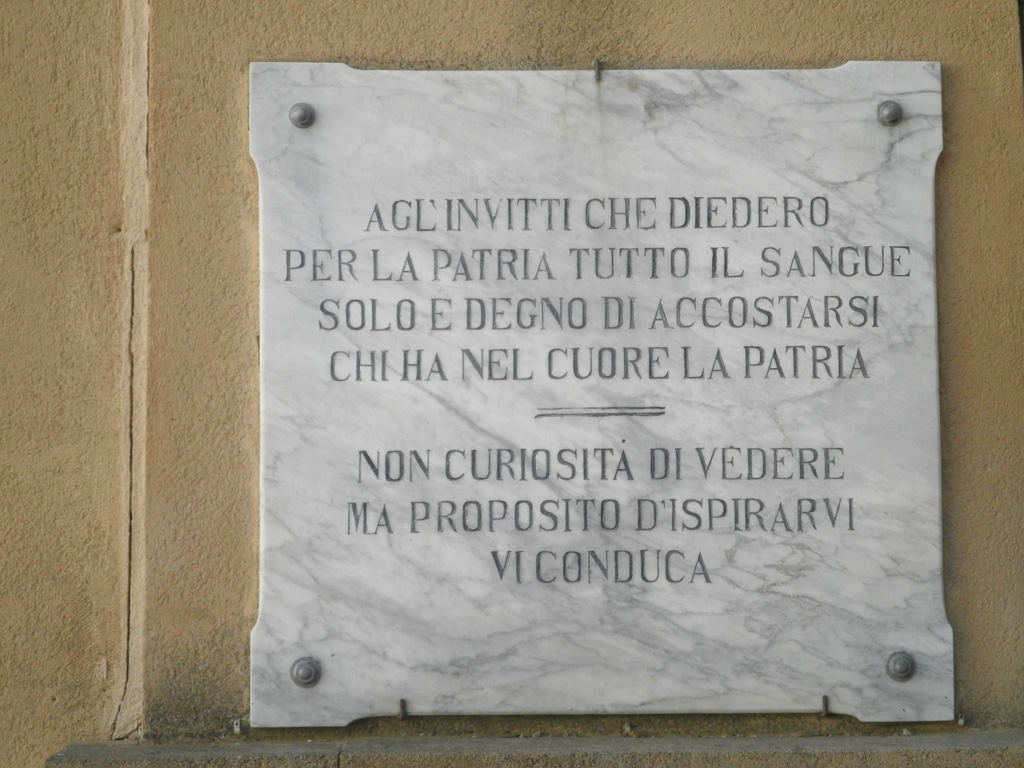 AGL'INVITTI CHE DIEDERO
PER LA PATRIA TUTTO IL SANGUE
SOLO E DEGNO DI ACCOSTARSI
CHI HA NEL CUORE LA PATRIA
NON CURIOSITÀ DI VEDERE
MA PROPOSITO D'ISPIRARVI
VI CONDUCA